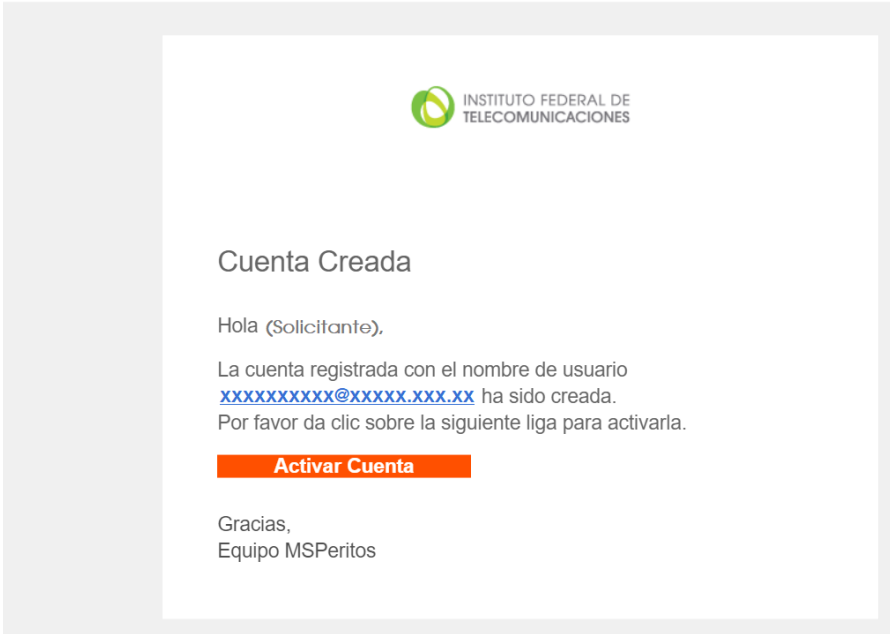 INSTITUTO FEDERAL DE
TELECOMUNICACIONES
Cuenta Creada
Hola (Solicitante),
La cuenta registrada con el nombre de usuario
xxxxxxxxxx@xxxxx.xxx.xx ha sido creada.
Por favor da clic sobre la siguiente liga para activarla.
Activar Cuenta
Gracias,
Equipo MSPeritos